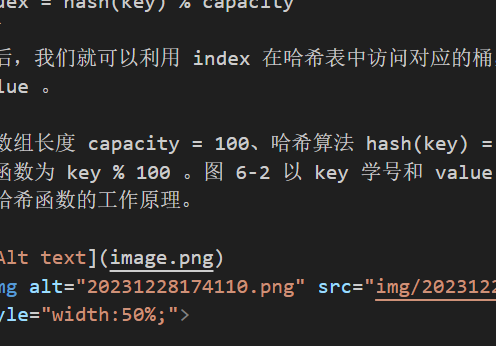 dex = hash(key) % capacity
后，我们就可以利用 index 在哈希表中访问对应的桶
lue 。
数组长度 capacity = 100、哈希算法 hash(key) =
函数为 key % 100 。图 6-2 以 key 学号和 value
哈希函数的工作原理。
Alt text](image.png)
mg alt="20231228174110.png" src="img/2023122
yle="width:50%;">